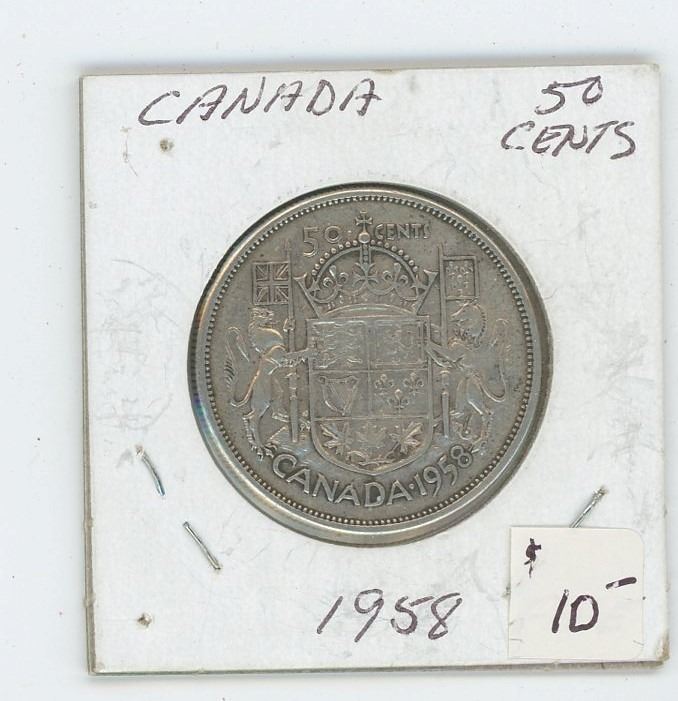 CANADA
50
CENTS
50 CENTS
CANADA·1958
1958
$10-